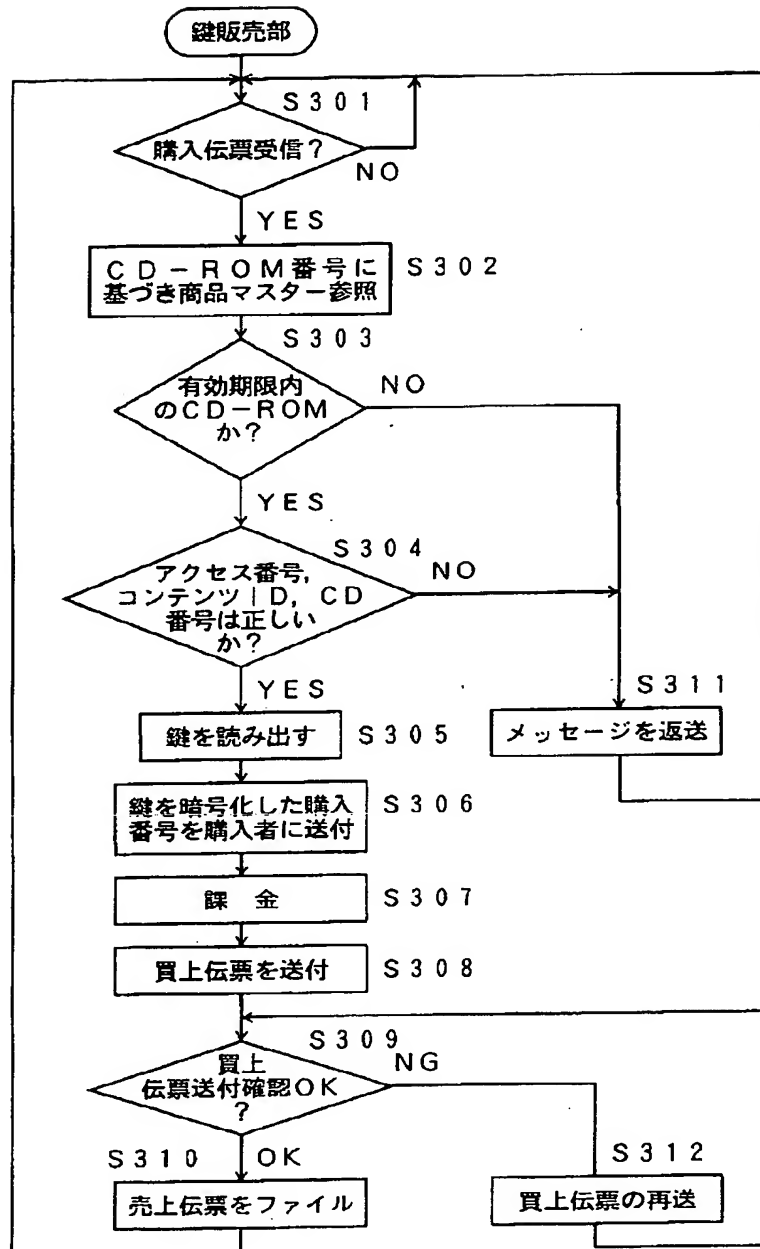 鍵販売部
S301
購入伝票受信？
NO
YES
CD－ROM番号に
基づき商品マスター参照
S302
S303
有効期限内
のCD－ROM
か？
NO
YES
S304
アクセス番号，
コンテンツID，CD
番号は正しい
か？
NO
YES
S311
メッセージを返送
鍵を読み出す
S305
鍵を暗号化した購入
番号を購入者に送付
S306
課　金
S307
買上伝票を送付
S308
S309
買上
伝票送付確認OK
？
NG
S310
OK
S312
売上伝票をファイル
買上伝票の再送